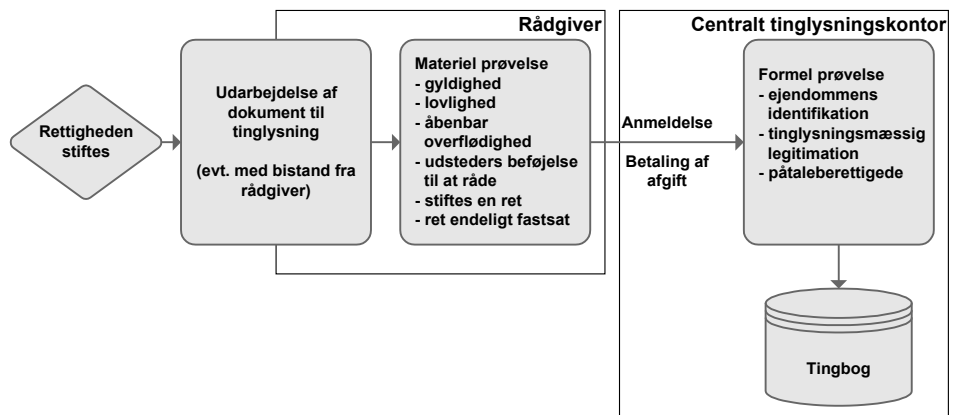 Rådgiver
Centralt tinglysningskontor
Rettigheden
stiftes
Udarbejdelse af
dokument til
tinglysning
(evt. med bistand fra
rådgiver)
Materiel prøvelse
- gyldighed
- lovlighed
- åbenbar
overflødighed
- udsteders beføjelse
til at råde
- stiftes en ret
- ret endeligt fastsat
Anmeldelse
Betaling af
afgift
Formel prøvelse
- ejendommens
identifikation
- tinglysningsmæssig
legitimation
- påtaleberettigede
Tingbog